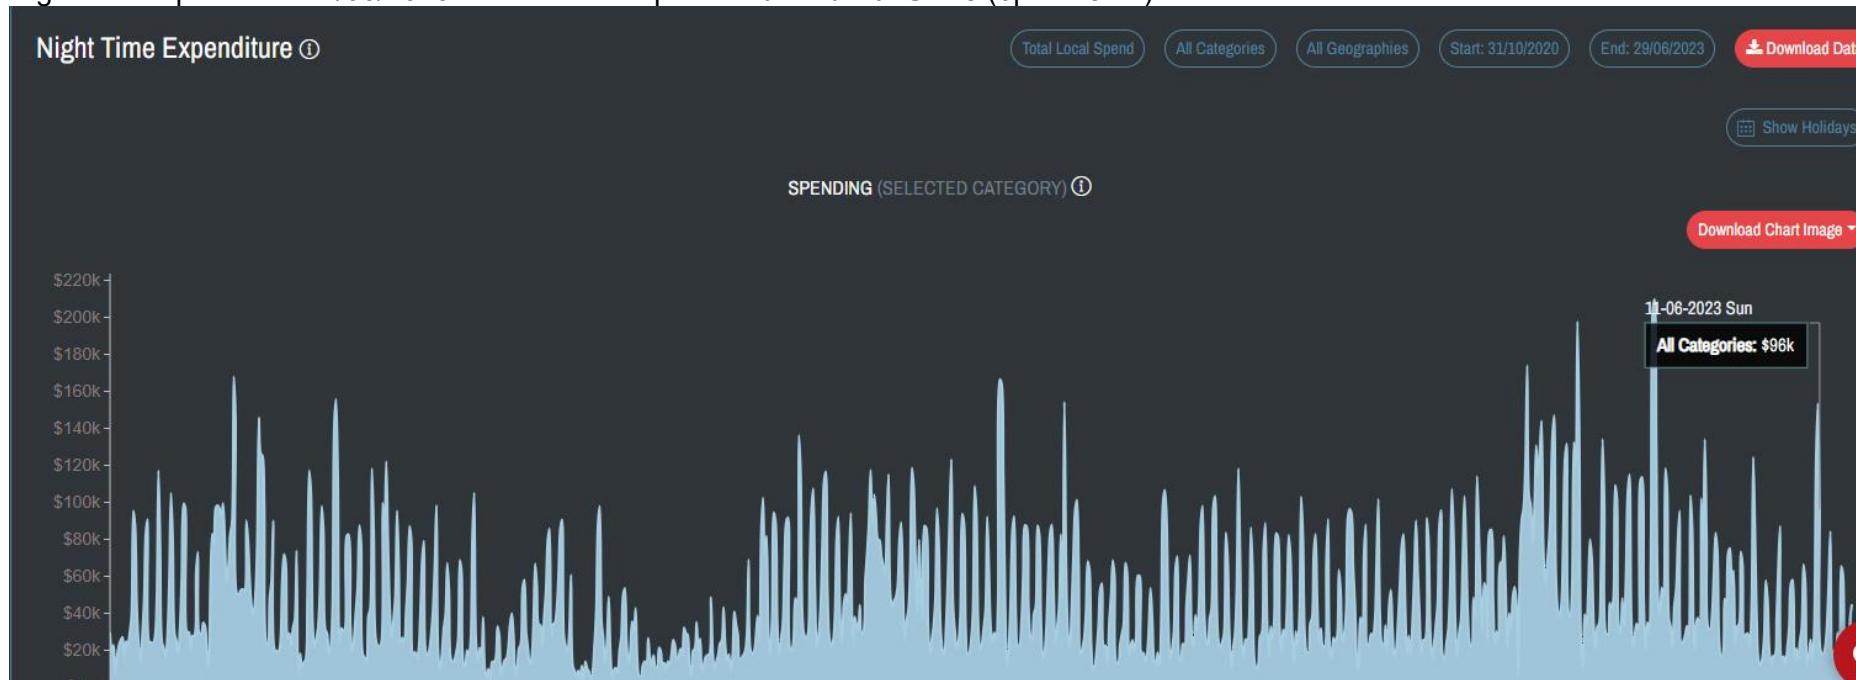 Night Time Expenditure
Total Local Spend
All Categories
All Geographies
Start: 31/10/2020
End: 29/06/2023
Download Dat
Show Holidays
SPENDING (SELECTED CATEGORY)
Download Chart Image
$220k
$200k
$180k
$160k
$140k
$120k
$100k
$80k
$60k
$40k
$20k
11-06-2023 Sun
All Categories: $96k